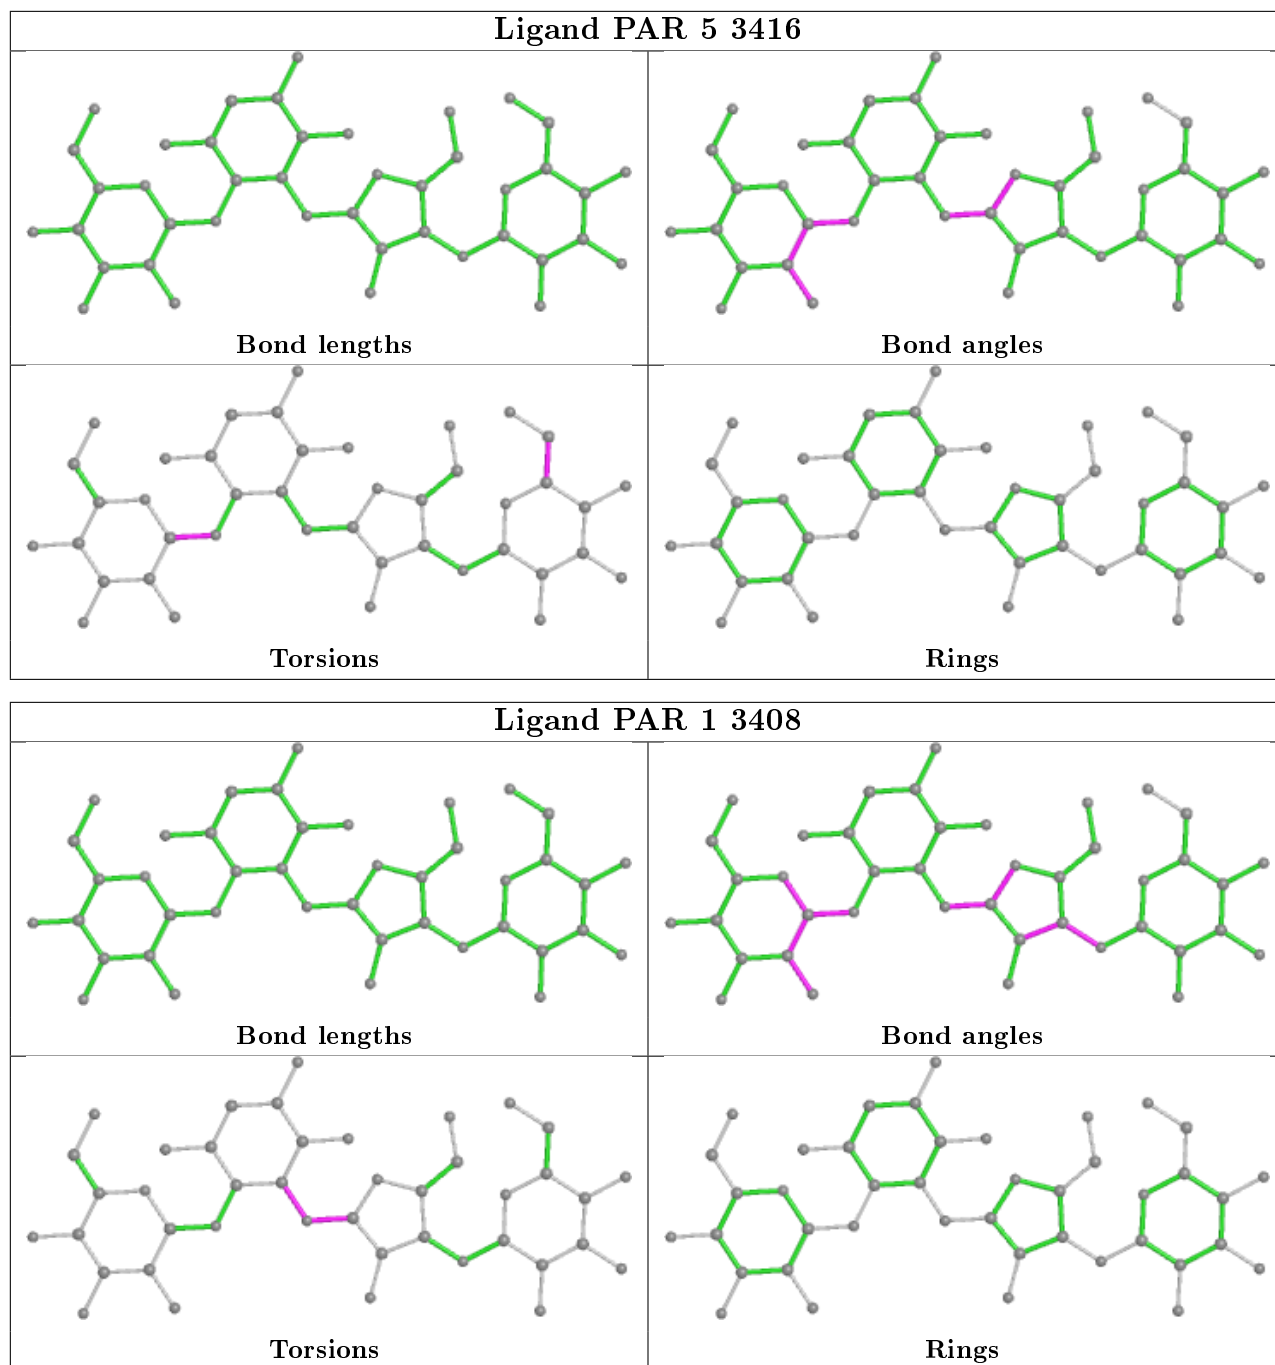 Ligand PAR 5 3416
Bond lengths
Bond angles
Torsions
Rings
Ligand PAR 1 3408
Bond lengths
Bond angles
Torsions
Rings